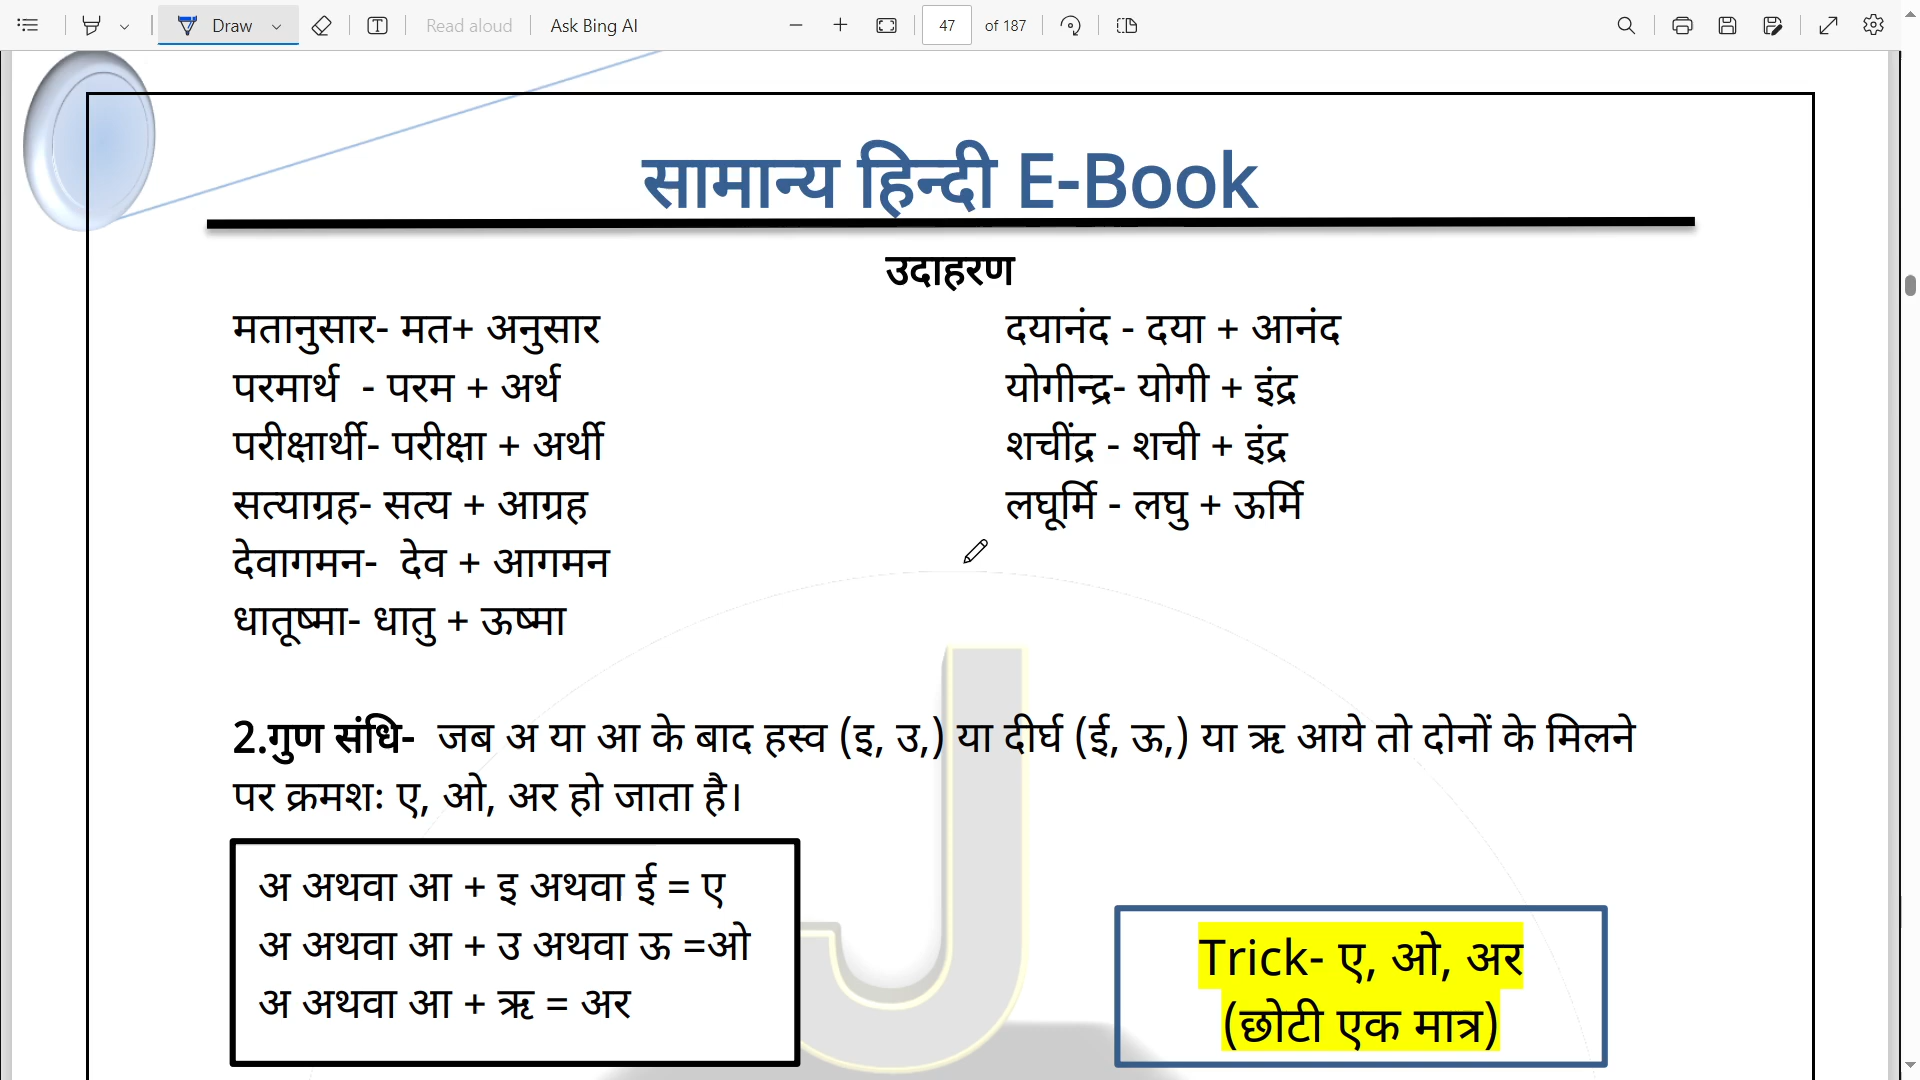 Draw
Read aloud
Ask Bing AI
47 of 187
सामान्य हिन्दी E-Book
उदाहरण
मतानुसार- मत+ अनुसार
परमार्थ - परम + अर्थ
परीक्षार्थी- परीक्षा + अर्थी
सत्याग्रह- सत्य + आग्रह
देवागमन- देव + आगमन
धातूष्मा- धातु + ऊष्मा
दयानंद - दया + आनंद
योगीन्द्र- योगी + इंद्र
शचींद्र - शची + इंद्र
लघूर्मि - लघु + ऊर्मि
2.गुण संधि- जब अ या आ के बाद हस्व (इ, उ,) या दीर्घ (ई, ऊ,) या ऋ आये तो दोनों के मिलने
पर क्रमशः ए, ओ, अर हो जाता है।
अ अथवा आ + इ अथवा ई = ए
अ अथवा आ + उ अथवा ऊ =ओ
अ अथवा आ + ऋ = अर
Trick- ए, ओ, अर
(छोटी एक मात्र)
J